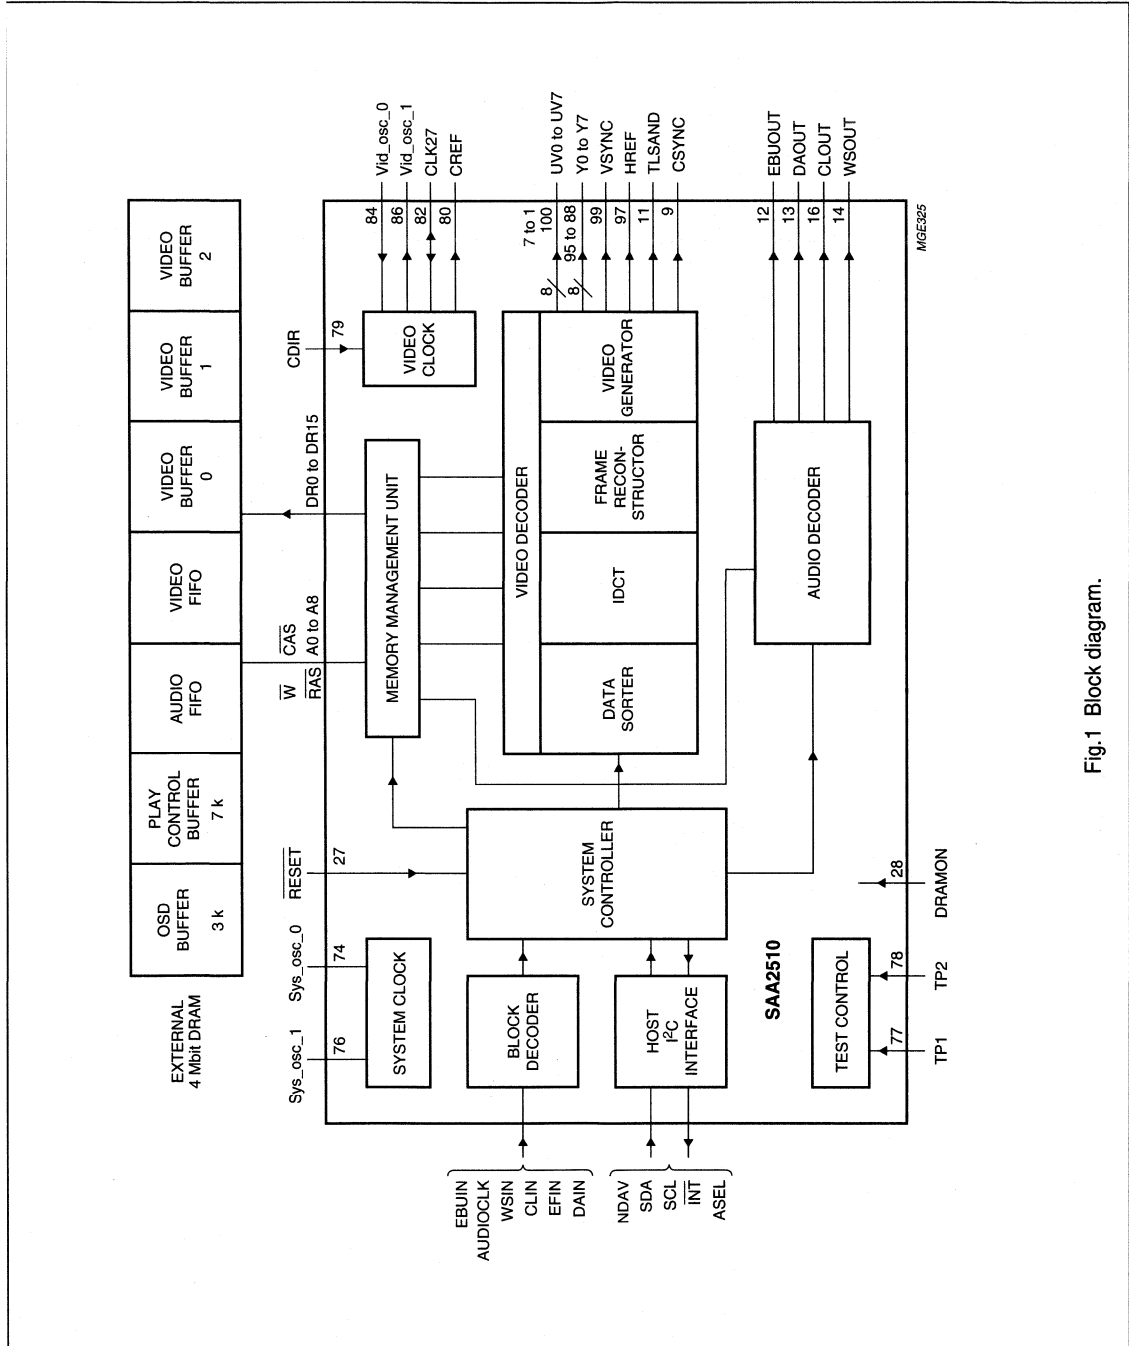 EXTERNAL
4 Mbit DRAM
OSD
BUFFER
3 k
PLAY
CONTROL
BUFFER
7 k
AUDIO
FIFO
VIDEO
FIFO
VIDEO
BUFFER
0
VIDEO
BUFFER
1
VIDEO
BUFFER
2
Sys_osc_1
76
Sys_osc_0
74
RESET
27
W
RAS
CAS
A0 to A8
DR0 to DR15
CDIR
79
SYSTEM CLOCK
MEMORY MANAGEMENT UNIT
VIDEO
CLOCK
84
Vid_osc_0
86
Vid_osc_1
82
CLK27
80
CREF
EBUIN
AUDIOCLK
WSIN
CLIN
EFIN
DAIN
BLOCK
DECODER
SYSTEM
CONTROLLER
VIDEO DECODER
DATA
SORTER
IDCT
FRAME
RECON-
STRUCTOR
VIDEO
GENERATOR
7 to 1
100
8
UV0 to UV7
95 to 88
8
Y0 to Y7
99
VSYNC
97
HREF
11
TLSAND
9
CSYNC
NDAV
SDA
SCL
INT
ASEL
HOST
I²C
INTERFACE
SAA2510
AUDIO DECODER
12
EBUOUT
13
DAOUT
16
CLOUT
14
WSOUT
TEST CONTROL
77
TP1
78
TP2
28
DRAMON
MGE325
Fig.1 Block diagram.